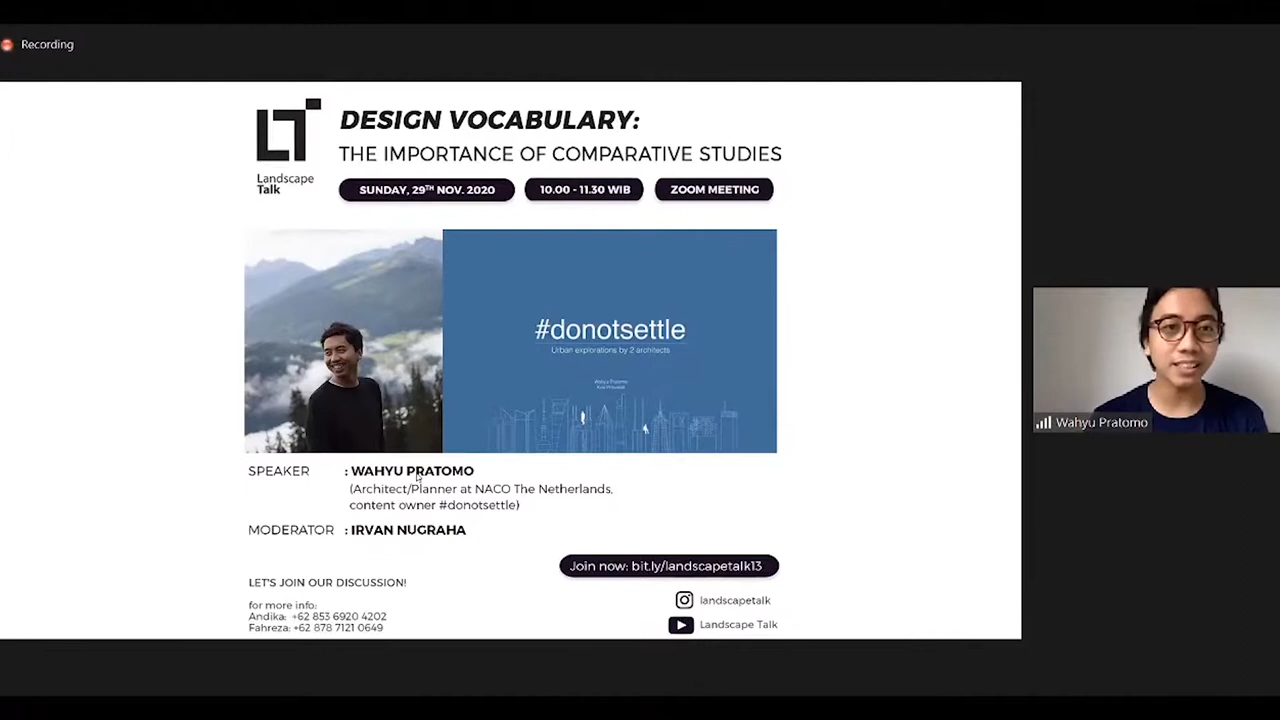 Recording
DESIGN VOCABULARY:
THE IMPORTANCE OF COMPARATIVE STUDIES
Landscape
Talk
SUNDAY, 29TH NOV. 2020
10.00 - 11.30 WIB
ZOOM MEETING
#donotsettle
Urban explorations by 2 architects
Wahyu Pratomo
Wahyu Pratomo
SPEAKER : WAHYU PRATOMO
(Architect/Planner at NACO The Netherlands,
content owner #donotsettle)
MODERATOR : IRVAN NUGRAHA
Join now: bit.ly/landscapetalk13
LET'S JOIN OUR DISCUSSION!
for more info:
Andika: +62 853 6920 4202
Fahreza: +62 878 7121 0649
landscapetalk
Landscape Talk